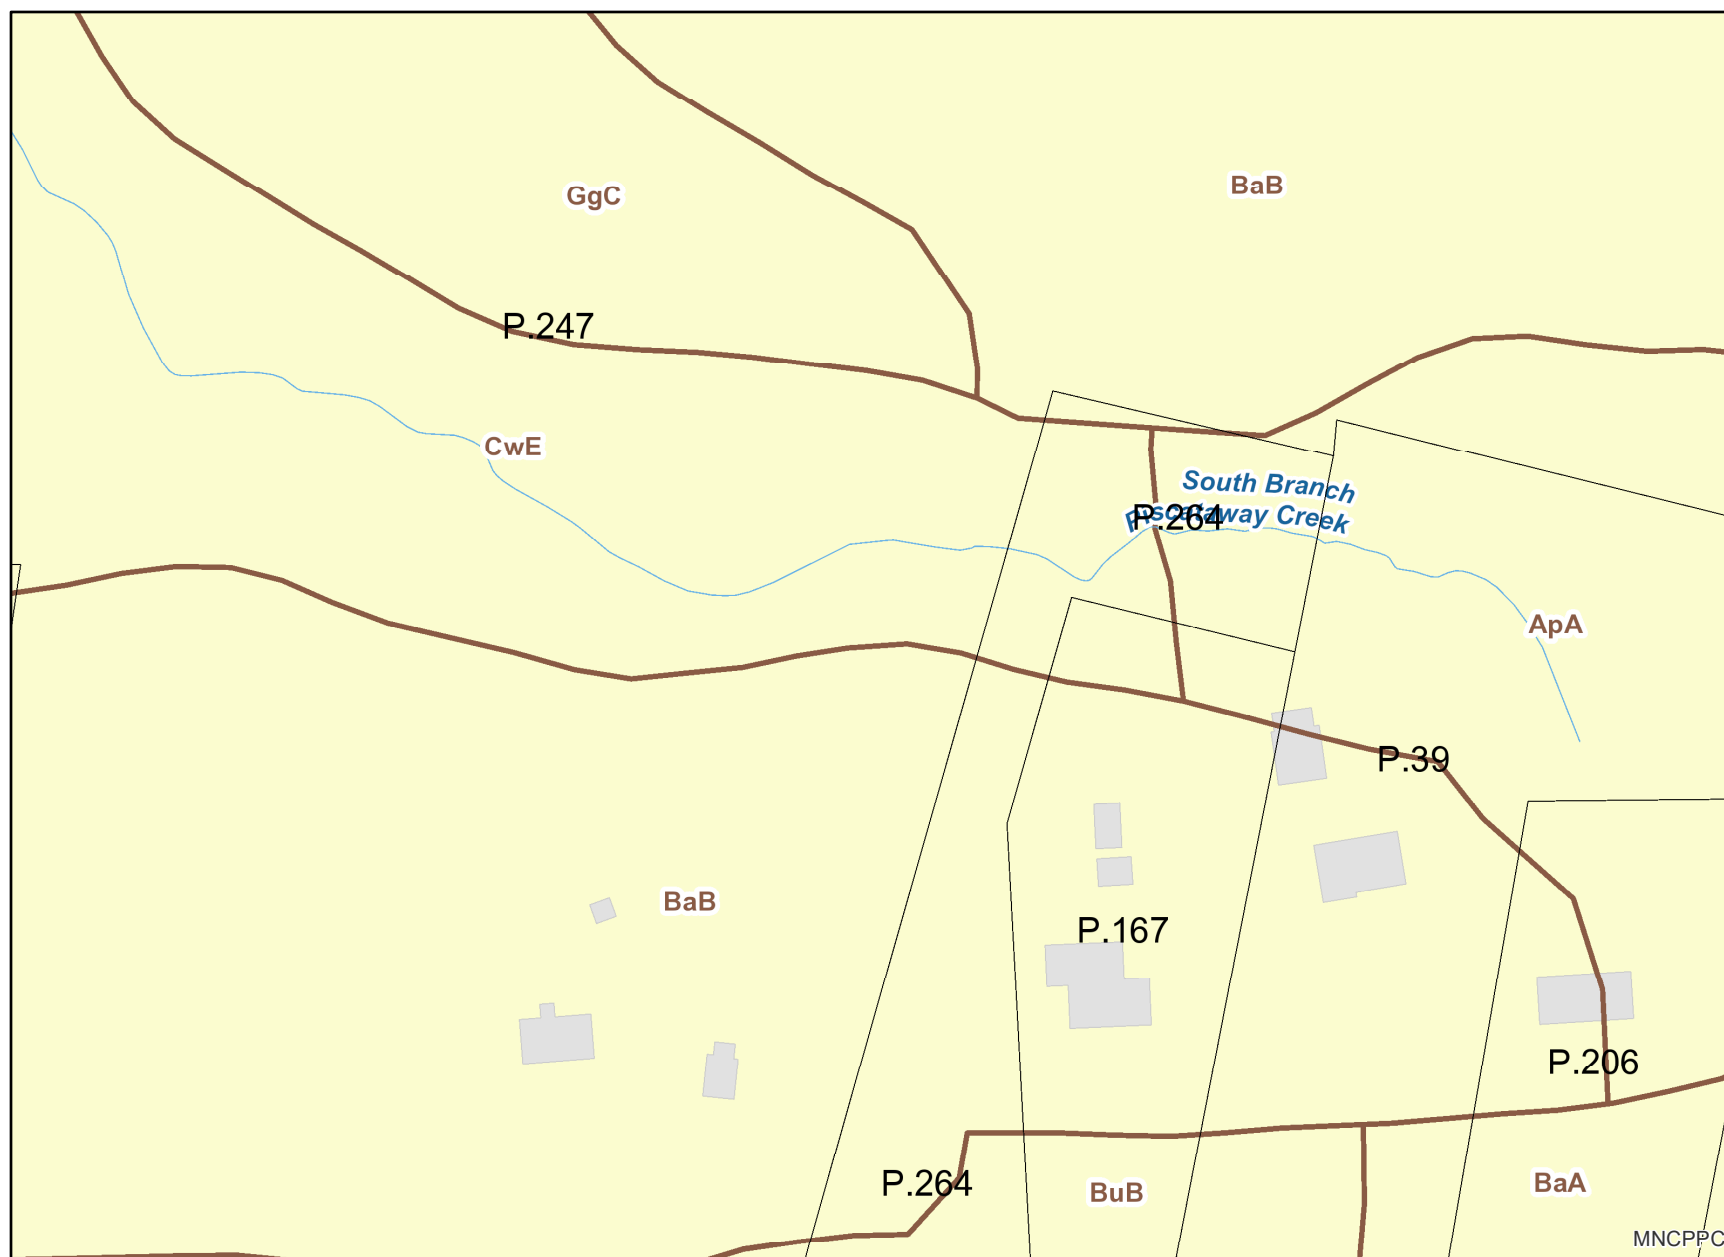 BaB
GgC
P.247
CwE
South Branch
Piscataway Creek
P.264
ApA
P.39
BaB
P.167
P.206
P.264
BuB
BaA
MNCPPC